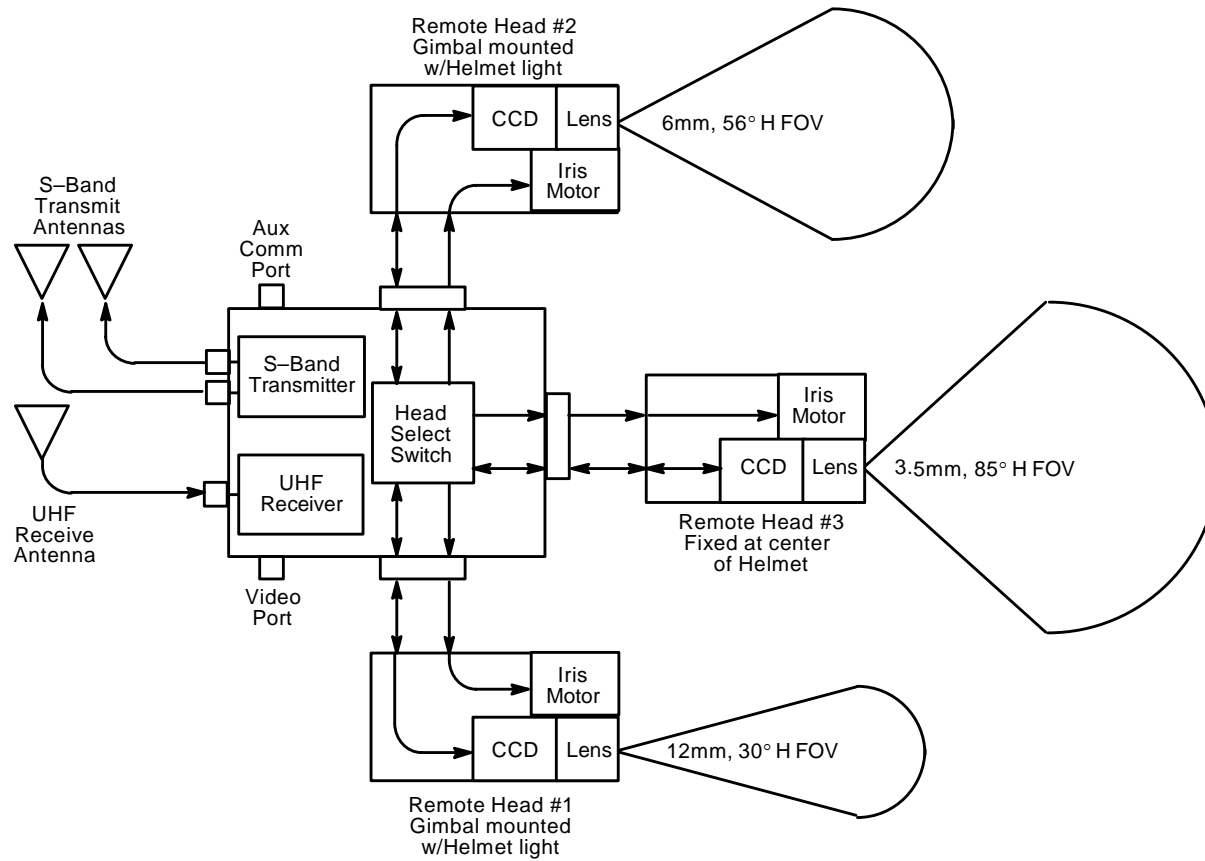 Remote Head #2
Gimbal mounted
w/Helmet light
CCD
Lens
6mm, 56° H FOV
Iris
Motor
S–Band
Transmit
Antennas
Aux
Comm
Port
S–Band
Transmitter
Head
Select
Switch
Iris
Motor
CCD
Lens
3.5mm, 85° H FOV
UHF
Receiver
UHF
Receive
Antenna
Remote Head #3
Fixed at center
of Helmet
Video
Port
Iris
Motor
CCD
Lens
12mm, 30° H FOV
Remote Head #1
Gimbal mounted
w/Helmet light